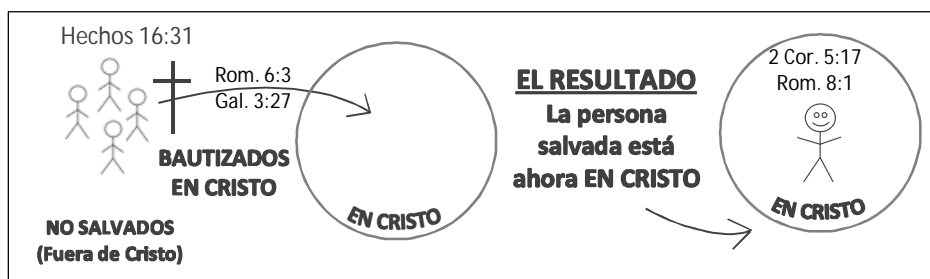 Hechos 16:31
Rom. 6:3
Gal. 3:27
BAUTIZADOS
EN CRISTO
NO SALVADOS
(Fuera de Cristo)
EN CRISTO
EL RESULTADO
La persona
salvada está
ahora EN CRISTO
2 Cor. 5:17
Rom. 8:1
EN CRISTO